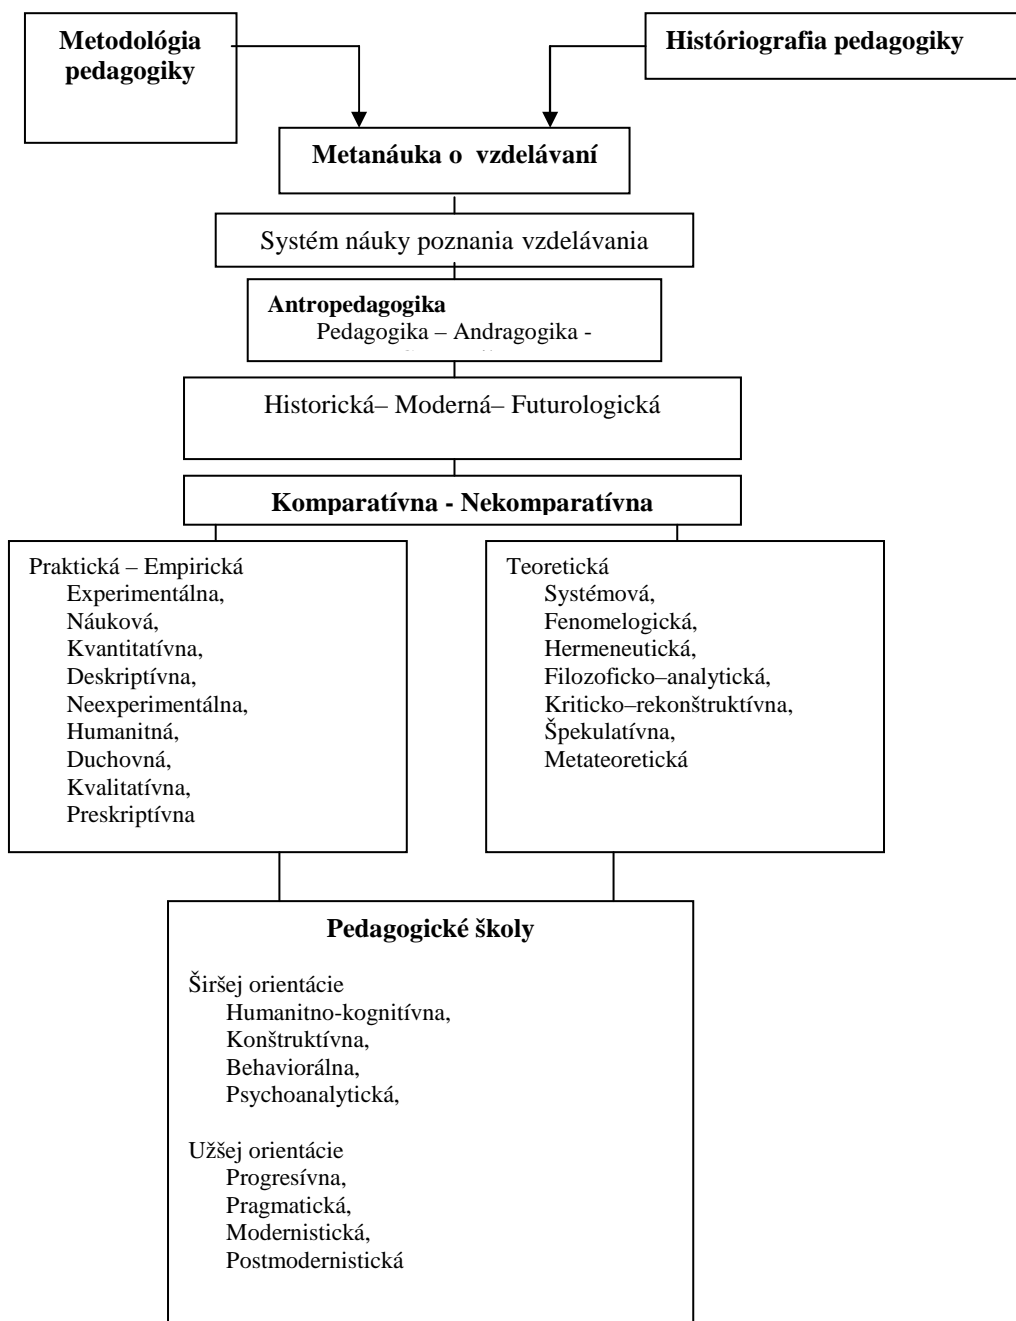 Metodológia
pedagogiky
Históriografia pedagogiky
Metanáuka o  vzdelávaní
Systém náuky poznania vzdelávania
Antropedagogika
Pedagogika – Andragogika -
Historická– Moderná– Futurologická
Komparatívna - Nekomparatívna
Praktická – Empirická
Experimentálna,
Náuková,
Kvantitatívna,
Deskriptívna,
Neexperimentálna,
Humanitná,
Duchovná,
Kvalitatívna,
Preskriptívna
Teoretická
Systémová,
Fenomelogická,
Hermeneutická,
Filozoficko–analytická,
Kriticko–rekonštruktívna,
Špekulatívna,
Metateoretická
Pedagogické školy
Širšej orientácie
Humanitno-kognitívna,
Konštruktívna,
Behaviorálna,
Psychoanalytická,
Užšej orientácie
Progresívna,
Pragmatická,
Modernistická,
Postmodernistická